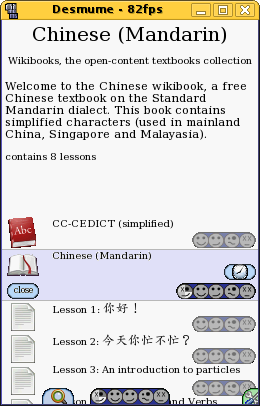 Desmume - 82fps
Chinese (Mandarin)
Wikibooks, the open-content textbooks collection
Welcome to the Chinese wikibook, a free
Chinese textbook on the Standard
Mandarin dialect. This book contains
simplified characters (used in mainland
China, Singapore and Malayasia).
contains 8 lessons
Abc
CC-CEDICT (simplified)
Chinese (Mandarin)
close
Lesson 1: 你好！
Lesson 2: 今天你忙不忙？
Lesson 3: An introduction to particles
and Verbs